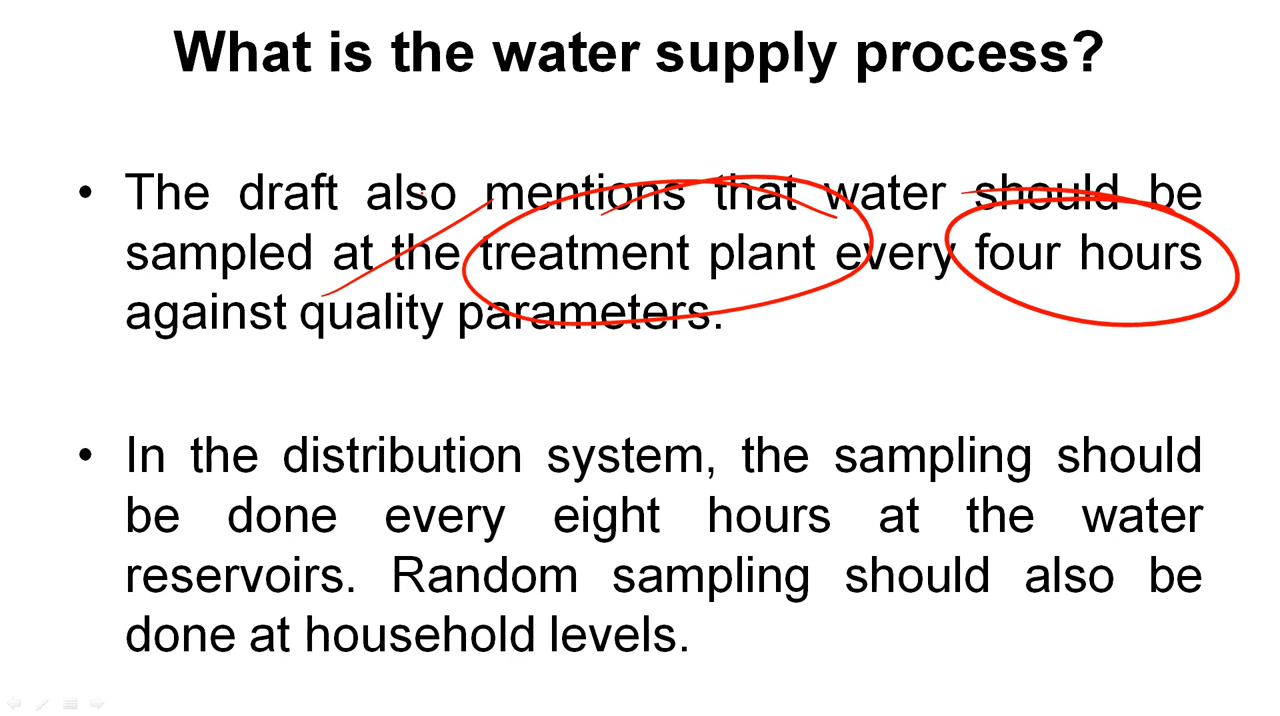 What is the water supply process?
• The draft also mentions that water should be
sampled at the treatment plant every four hours
against quality parameters.
• In the distribution system, the sampling should
be done every eight hours at the water
reservoirs. Random sampling should also be
done at household levels.